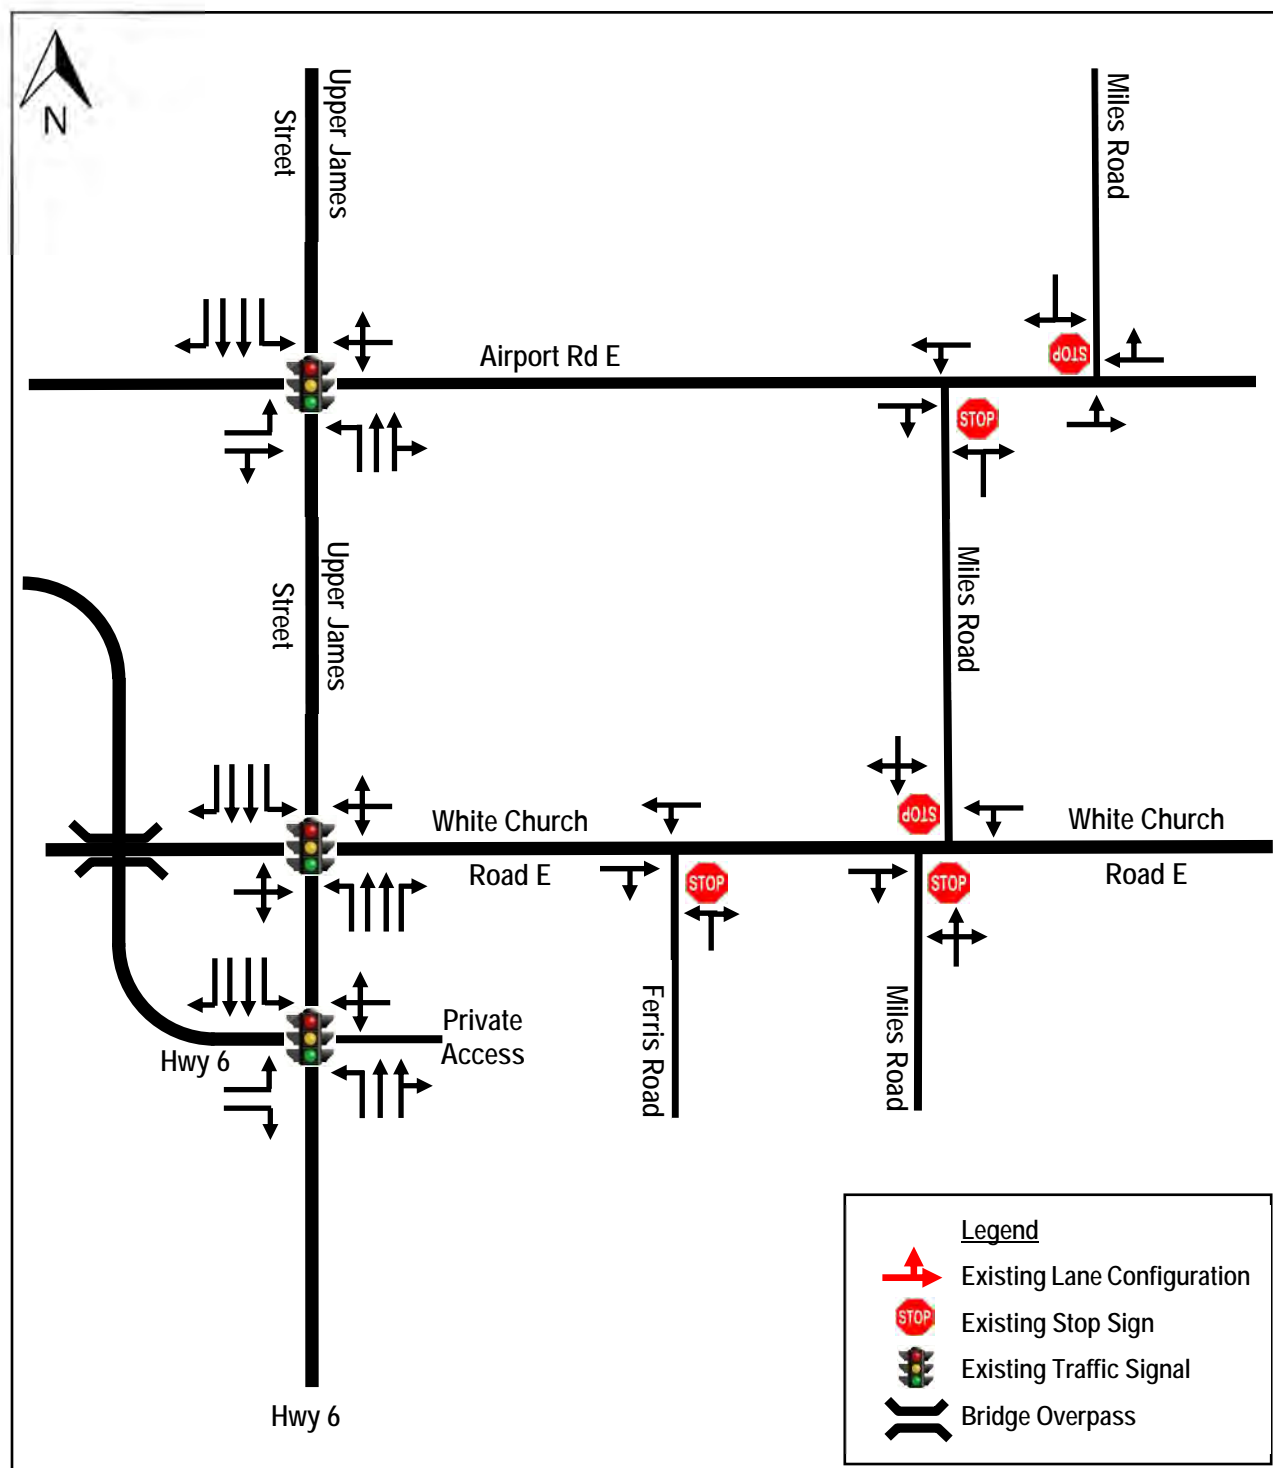 N
Upper James
Street
Miles Road
STOP
Airport Rd E
STOP
Upper James
Street
Miles Road
STOP
White Church
Road E
White Church
Road E
STOP
STOP
Ferris Road
Miles Road
Private
Access
Hwy 6
Hwy 6
Legend
Existing Lane Configuration
STOP
Existing Stop Sign
Existing Traffic Signal
Bridge Overpass